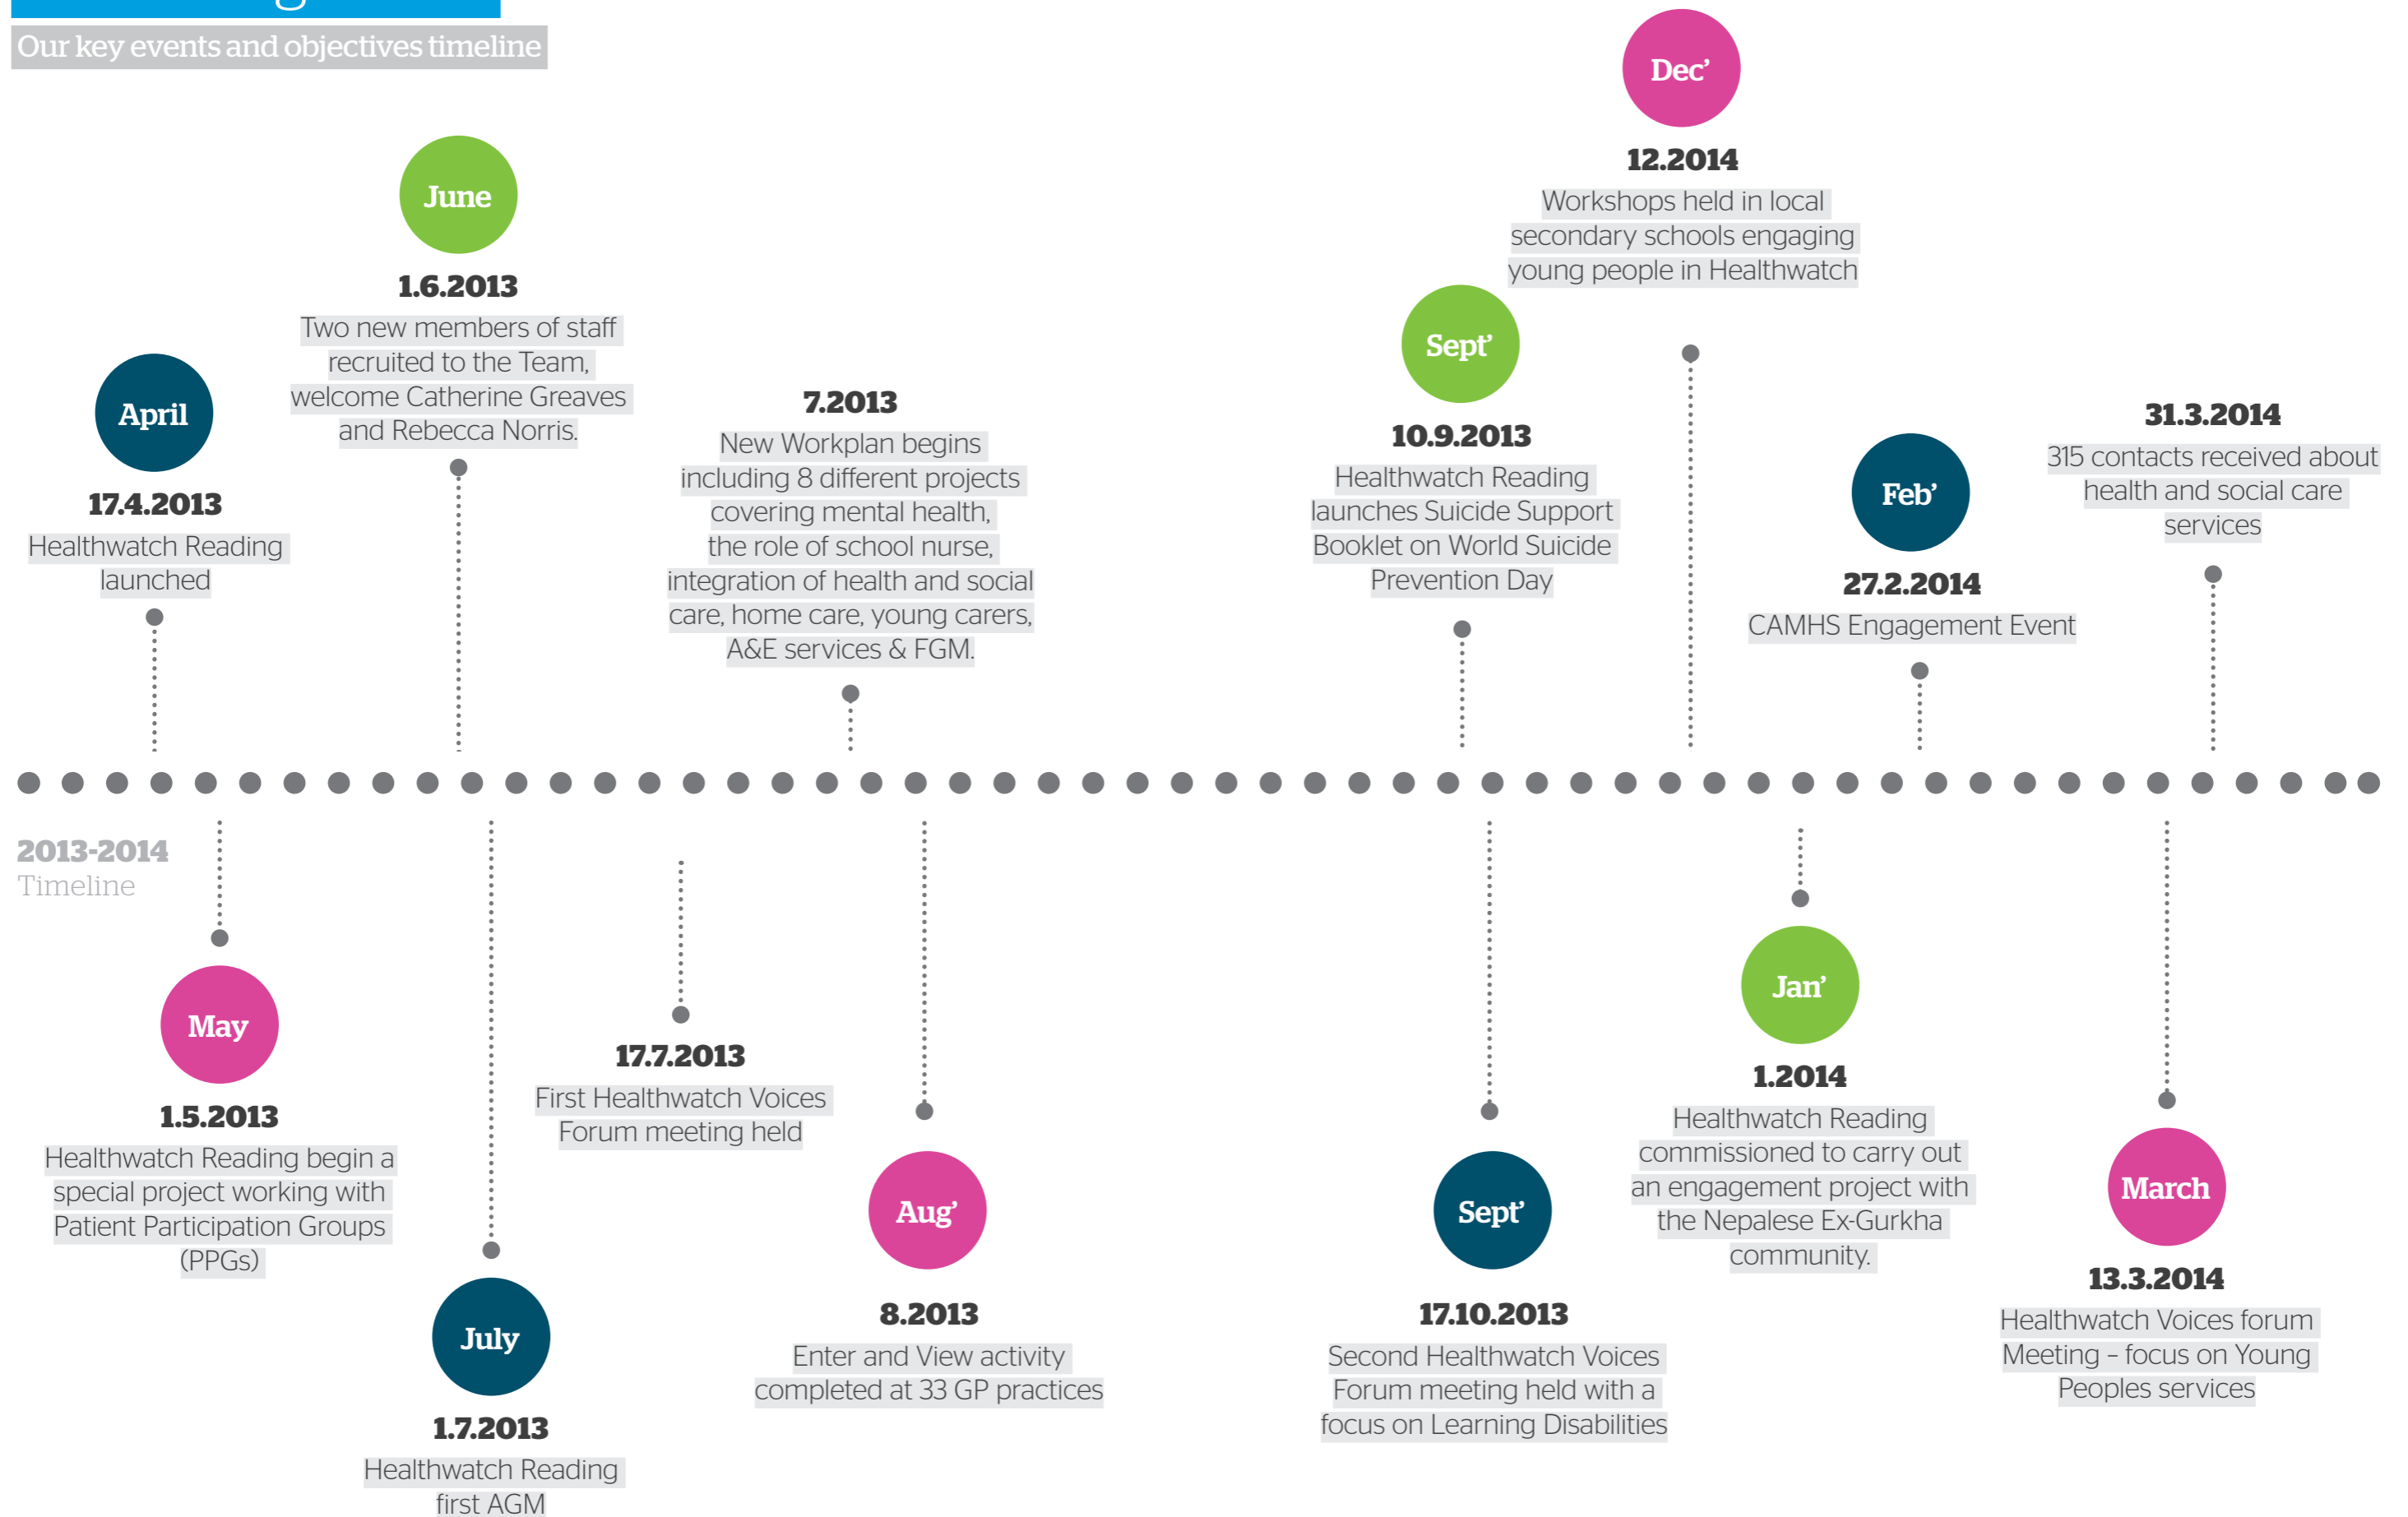 Our key events and objectives timeline
April
17.4.2013
Healthwatch Reading
launched
June
1.6.2013
Two new members of staff
recruited to the Team,
welcome Catherine Greaves
and Rebecca Norris.
7.2013
New Workplan begins
including 8 different projects
covering mental health,
the role of school nurse,
integration of health and social
care, home care, young carers,
A&E services & FGM.
Sept’
10.9.2013
Healthwatch Reading
launches Suicide Support
Booklet on World Suicide
Prevention Day
Dec’
12.2014
Workshops held in local
secondary schools engaging
young people in Healthwatch
Feb’
27.2.2014
CAMHS Engagement Event
31.3.2014
315 contacts received about
health and social care
services
2013-2014
Timeline
May
1.5.2013
Healthwatch Reading begin a
special project working with
Patient Participation Groups
(PPGs)
July
1.7.2013
Healthwatch Reading
first AGM
17.7.2013
First Healthwatch Voices
Forum meeting held
Aug’
8.2013
Enter and View activity
completed at 33 GP practices
Sept’
17.10.2013
Second Healthwatch Voices
Forum meeting held with a
focus on Learning Disabilities
Jan’
1.2014
Healthwatch Reading
commissioned to carry out
an engagement project with
the Nepalese Ex-Gurkha
community.
March
13.3.2014
Healthwatch Voices forum
Meeting – focus on Young
Peoples services